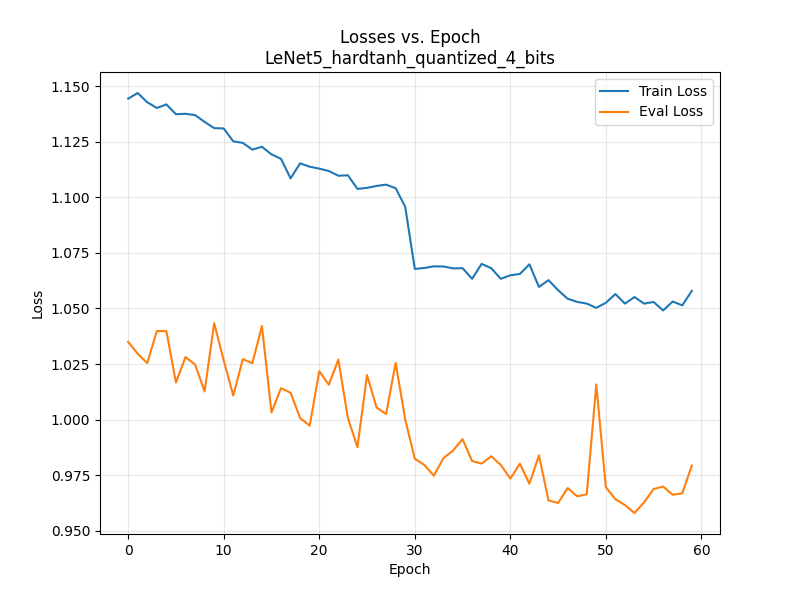 Losses vs. Epoch
LeNet5_hardtanh_quantized_4_bits
Train Loss
Eval Loss
1.150
1.125
1.100
1.075
1.050
1.025
1.000
0.975
0.950
Loss
0 10 20 30 40 50 60
Epoch